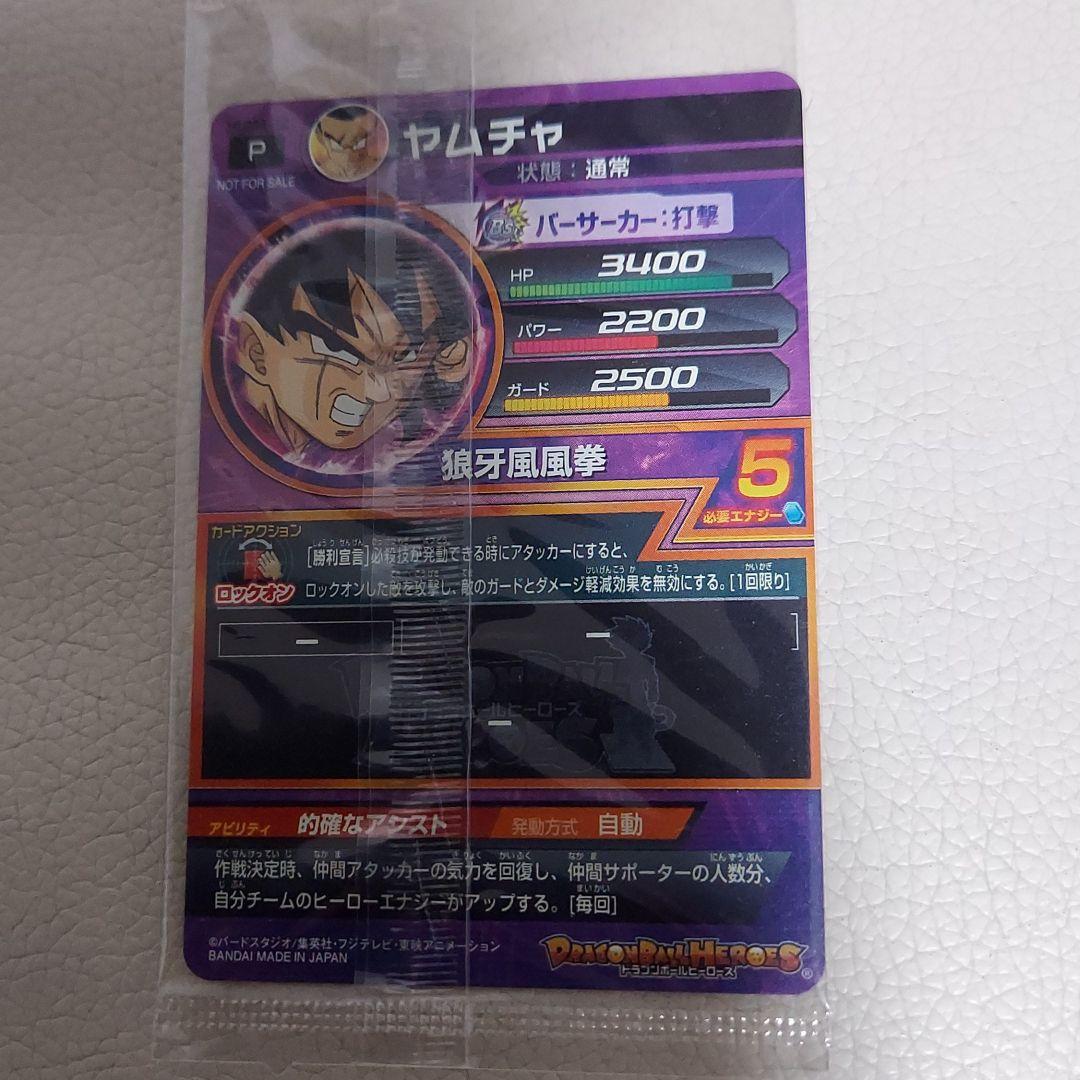 P
NOT FOR SALE
ヤムチャ
状態：通常
BS
バーサーカー：打撃
HP 3400
パワー 2200
ガード 2500
狼牙風風拳
5
必要エナジー
カードアクション
ロックオン
[勝利宣言]必殺技が発動できる時にアタッカーにすると、
ロックオンした敵を攻撃し、敵のガードとダメージ軽減効果を無効にする。[1回限り]
ー
ー
ー
アビリティ 的確なアシスト 発動方式 自動
作戦決定時、仲間アタッカーの気力を回復し、仲間サポーターの人数分、
自分チームのヒーローエナジーがアップする。[毎回]
©バードスタジオ/集英社・フジテレビ・東映アニメーション
BANDAI MADE IN JAPAN
DRAGONBALL HEROES
ドラゴンボールヒーローズ
®